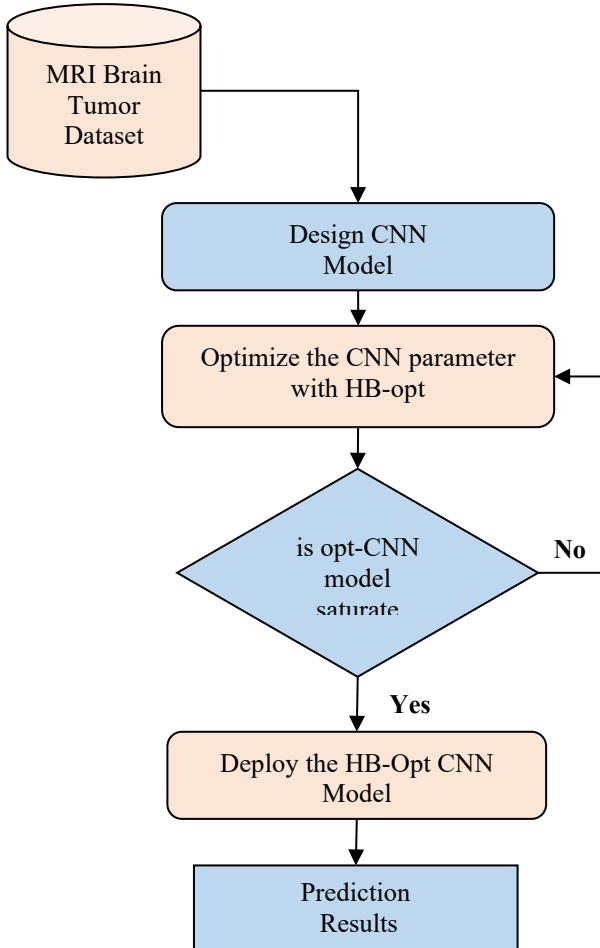 MRI Brain
Tumor
Dataset
Design CNN
Model
Optimize the CNN parameter
with HB-opt
is opt-CNN
model
saturate
No
Yes
Deploy the HB-Opt CNN
Model
Prediction
Results